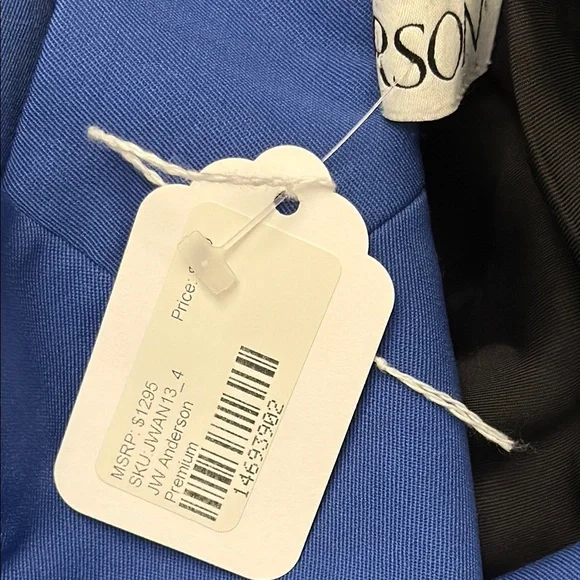 RSON
MSRP: $1295
Price:
SKU JWAN13_4
JW Anderson
Premium
14693902